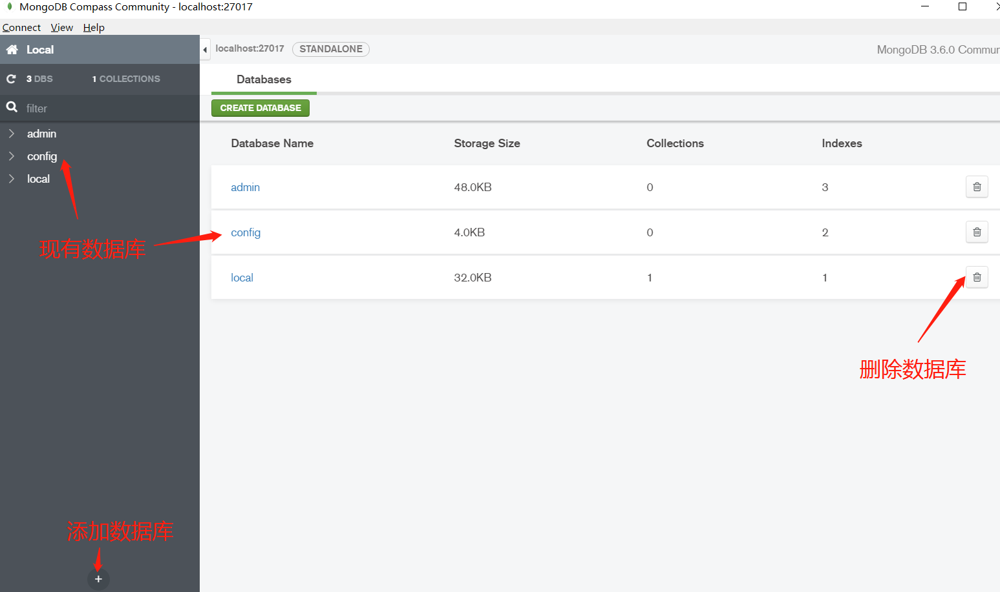 MongoDB Compass Community - localhost:27017
Connect View Help
Local
localhost:27017 STANDALONE
MongoDB 3.6.0 Commun
3 DBS 1 COLLECTIONS
Databases
filter
CREATE DATABASE
admin
config
local
Database Name Storage Size Collections Indexes
admin 48.0KB 0 3
config 4.0KB 0 2
local 32.0KB 1 1
现有数据库
删除数据库
添加数据库
+